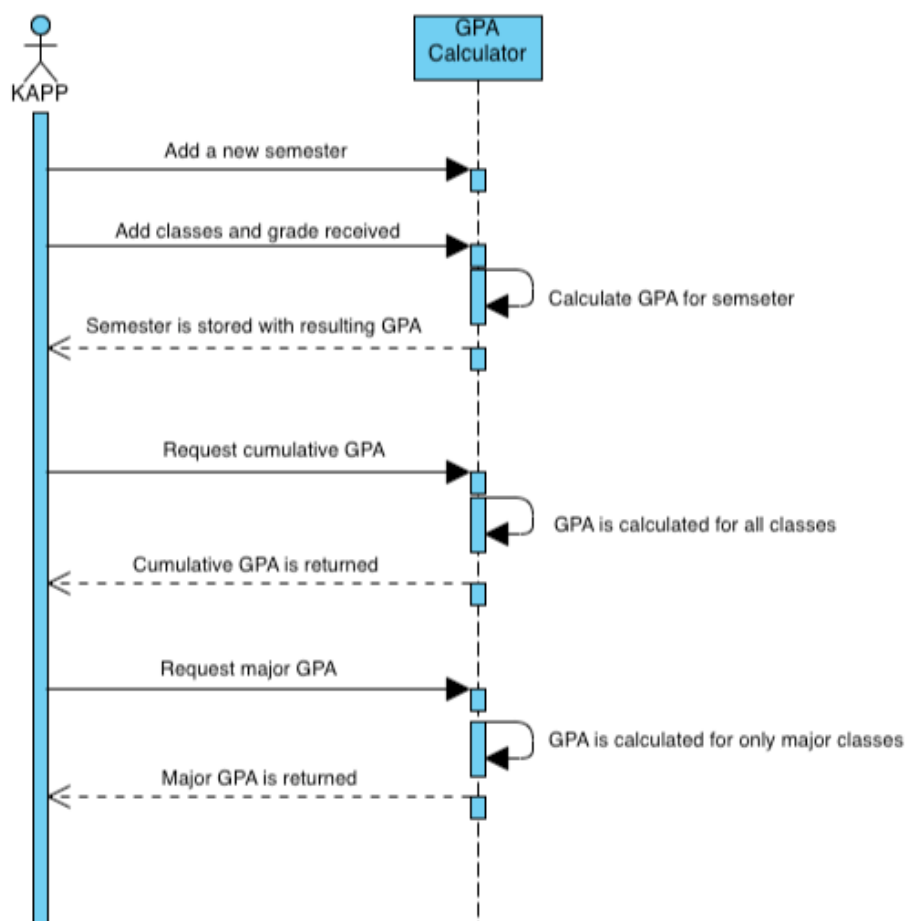 GPA
Calculator
KAPP
Add a new semester
Add classes and grade received
Calculate GPA for semseter
Semester is stored with resulting GPA
Request cumulative GPA
GPA is calculated for all classes
Cumulative GPA is returned
Request major GPA
GPA is calculated for only major classes
Major GPA is returned